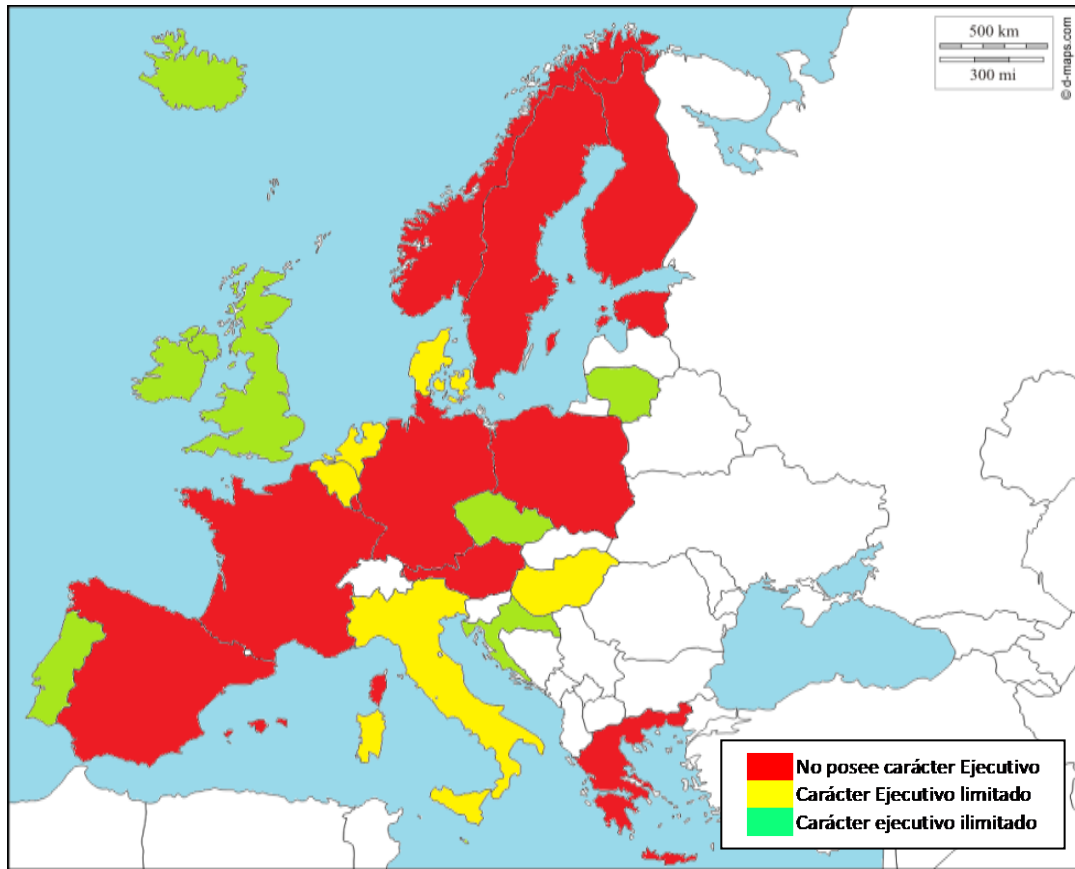 500 km
300 mi
© d-maps.com
No posee carácter Ejecutivo
Carácter Ejecutivo limitado
Carácter ejecutivo ilimitado